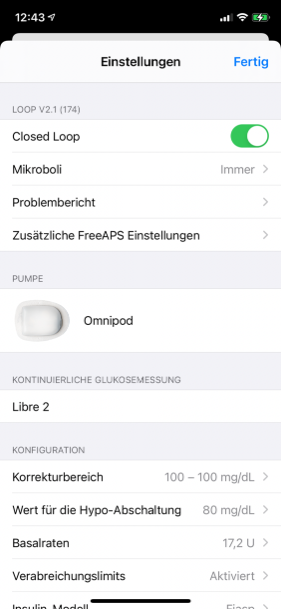 12:43
Einstellungen
Fertig
LOOP V2.1 (174)
Closed Loop
Mikroboli Immer
Problembericht
Zusätzliche FreeAPS Einstellungen
PUMPE
Omnipod
KONTINUIERLICHE GLUKOSEMESSUNG
Libre 2
KONFIGURATION
Korrekturbereich 100 – 100 mg/dL
Wert für die Hypo-Abschaltung 80 mg/dL
Basalraten 17,2 U
Verabreichungslimits Aktiviert
Insulin-Modell Fiasp